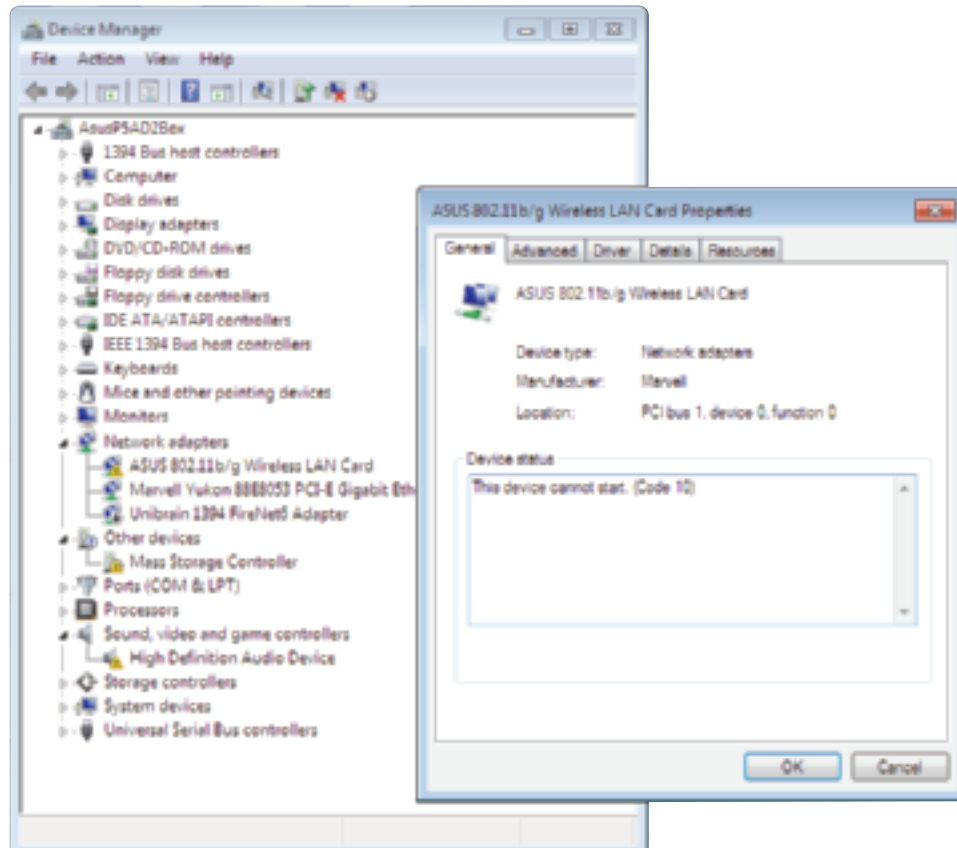 Device Manager
File Action View Help
AsusP5AD2Bex
1394 Bus host controllers
Computer
Disk drives
Display adapters
DVD/CD-ROM drives
Floppy disk drives
Floppy drive controllers
IDE ATA/ATAPI controllers
IEEE 1394 Bus host controllers
Keyboards
Mice and other pointing devices
Monitors
Network adapters
ASUS 802.11b/g Wireless LAN Card
Marvell Yukon 88E8053 PCI-E Gigabit Eth
Unibrain 1394 FireNet5 Adapter
Other devices
Mass Storage Controller
Ports (COM & LPT)
Processors
Sound, video and game controllers
High Definition Audio Device
Storage controllers
System devices
Universal Serial Bus controllers
ASUS 802.11b/g Wireless LAN Card Properties
General Advanced Driver Details Resources
ASUS 802.11b/g Wireless LAN Card
Device type: Network adapters
Manufacturer: Marvell
Location: PCI bus 1, device 0, function 0
Device status
This device cannot start. (Code 10)
OK Cancel